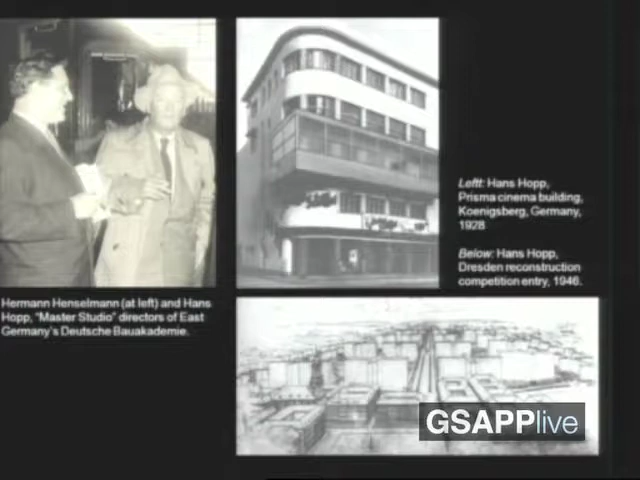 Leftt: Hans Hopp,
Prisma cinema building,
Koenigsberg, Germany,
1928
Below: Hans Hopp,
Dresden reconstruction
competition entry, 1946.
Hermann Henselmann (at left) and Hans
Hopp, "Master Studio" directors of East
Germany's Deutsche Bauakademie.
GSAPPlive